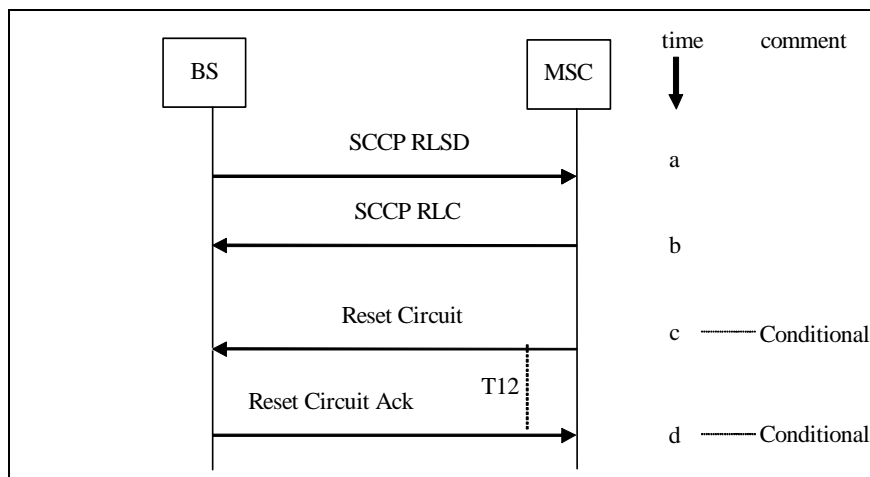 time comment
BS MSC
SCCP RLSD
a
SCCP RLC
b
Reset Circuit
c Conditional
T12
Reset Circuit Ack
d Conditional